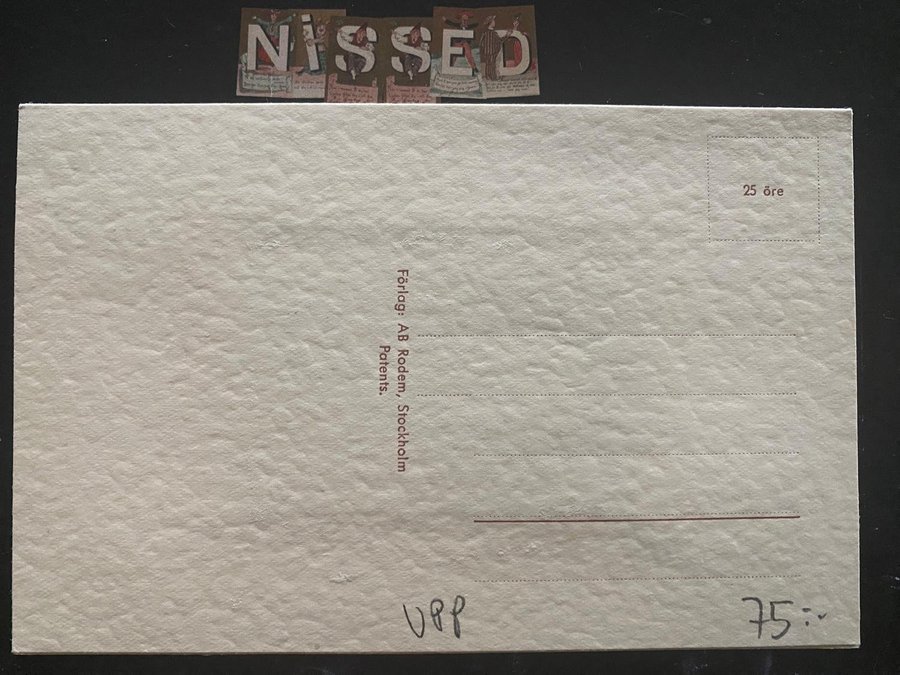 NiSSED
25 öre
Förlag: AB Rodem, Stockholm
Patents.
UPP
75:-